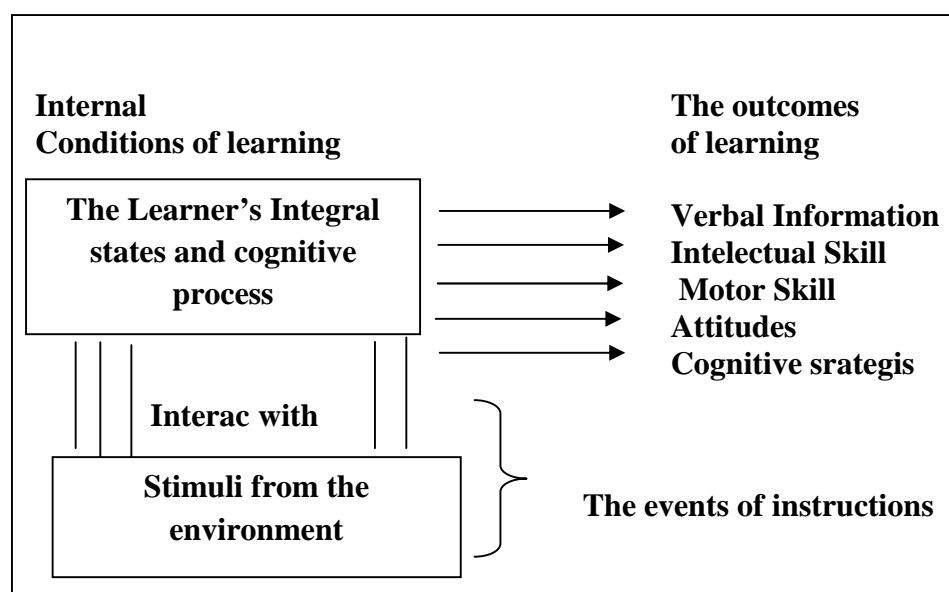 Internal
Conditions of learning
The outcomes
of learning
The Learner’s Integral
states and cognitive
process
Verbal Information
Intelectual Skill
Motor Skill
Attitudes
Cognitive srategis
Interac with
Stimuli from the
environment
The events of instructions